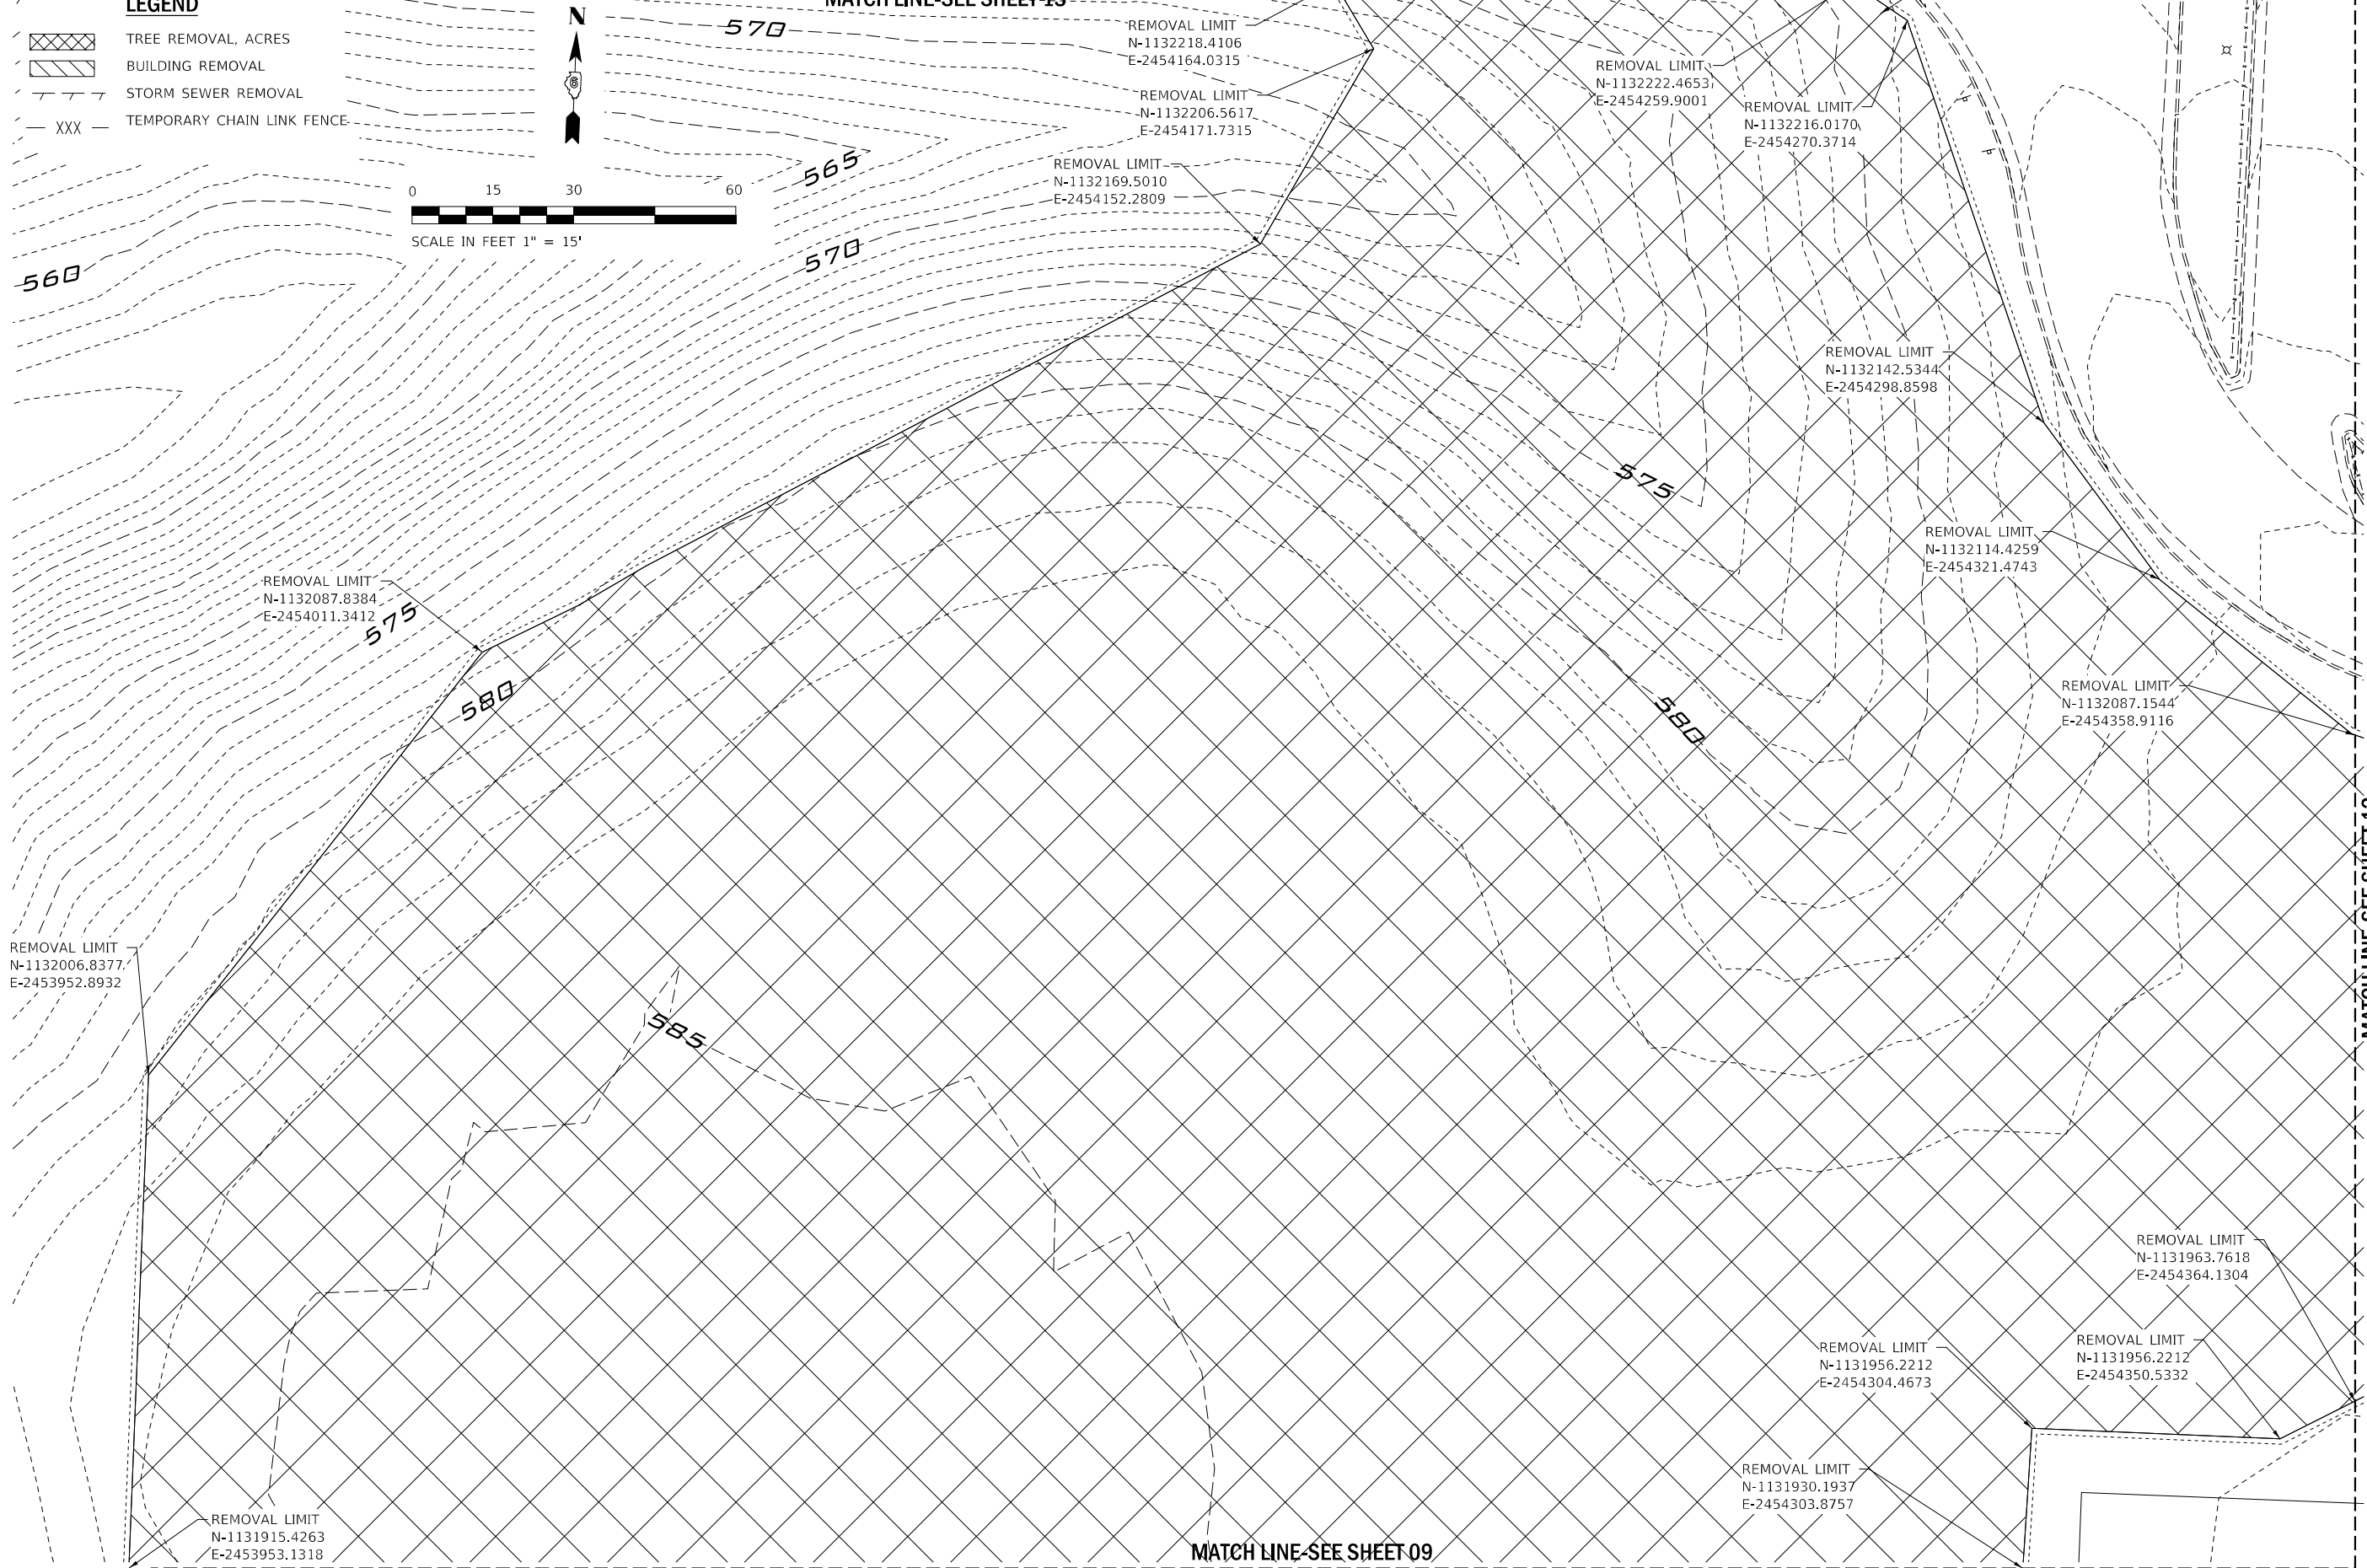 LEGEND
TREE REMOVAL, ACRES
BUILDING REMOVAL
STORM SEWER REMOVAL
XXX
TEMPORARY CHAIN LINK FENCE
N
0 15 30 60
SCALE IN FEET 1" = 15'
MATCH LINE-SEE SHEET 13
570
565
570
560
575
580
585
575
580
REMOVAL LIMIT
N-1132218.4106
E-2454164.0315
REMOVAL LIMIT
N-1132206.5617
E-2454171.7315
REMOVAL LIMIT
N-1132169.5010
E-2454152.2809
REMOVAL LIMIT
N-1132222.4653
E-2454259.9001
REMOVAL LIMIT
N-1132216.0170
E-2454270.3714
REMOVAL LIMIT
N-1132142.5344
E-2454298.8598
REMOVAL LIMIT
N-1132114.4259
E-2454321.4743
REMOVAL LIMIT
N-1132087.8384
E-2454011.3412
REMOVAL LIMIT
N-1132087.1544
E-2454358.9116
REMOVAL LIMIT
N-1132006.8377
E-2453952.8932
REMOVAL LIMIT
N-1131963.7618
E-2454364.1304
REMOVAL LIMIT
N-1131956.2212
E-2454304.4673
REMOVAL LIMIT
N-1131956.2212
E-2454350.5332
REMOVAL LIMIT
N-1131930.1937
E-2454303.8757
REMOVAL LIMIT
N-1131915.4263
E-2453953.1318
MATCH LINE-SEE SHEET 09